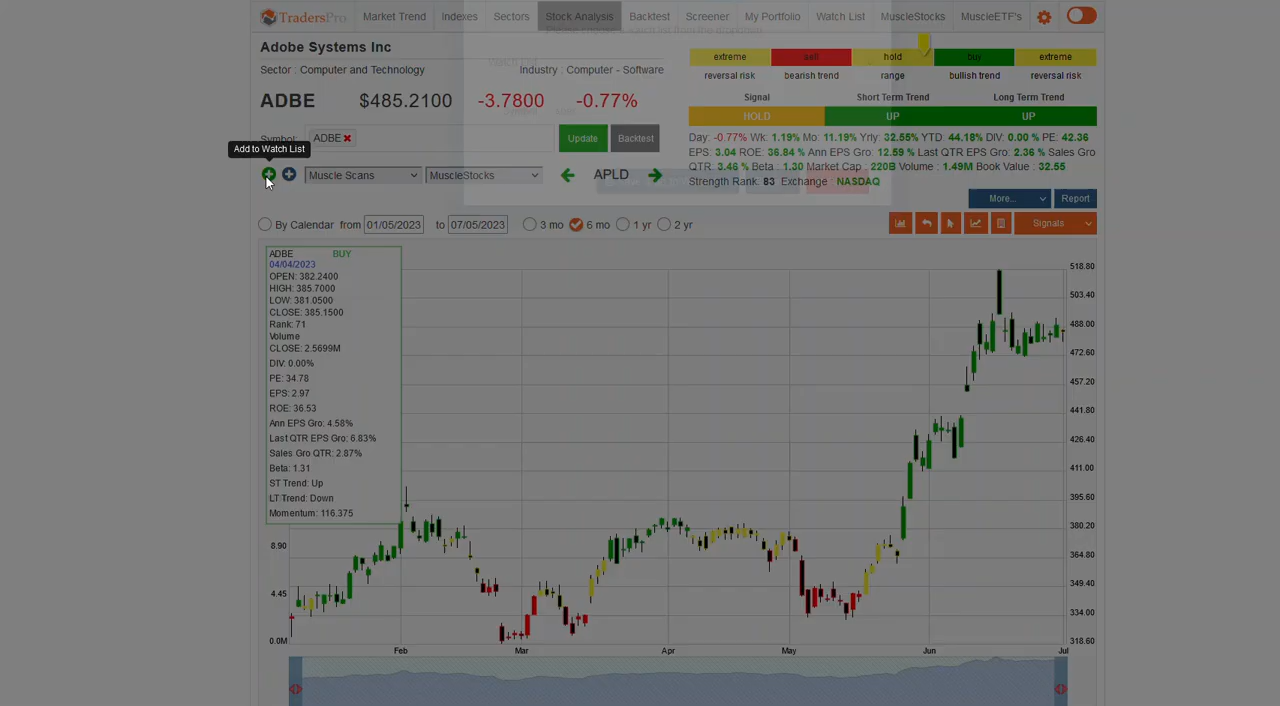 TradersPro Market Trend Indexes Sectors Stock Analysis Backtest Screener My Portfolio Watch List MuscleStocks MuscleETF's
Adobe Systems Inc
Sector : Computer and Technology Industry : Computer - Software
ADBE $485.2100 -3.7800 -0.77%
Symbol: ADBE
Update Backtest
Add to Watch List
Muscle Scans MuscleStocks APLD
extreme sell hold buy extreme
reversal risk bearish trend range bullish trend reversal risk
Signal Short Term Trend Long Term Trend
HOLD UP UP
Day: -0.77% Wk: 1.19% Mo: 11.19% Yrly: 32.55% YTD: 44.18% DIV: 0.00 % PE: 42.36
EPS: 3.04 ROE: 36.84 % Ann EPS Gro: 12.59 % Last QTR EPS Gro: 2.36 % Sales Gro
QTR: 3.46 % Beta : 1.30 Market Cap : 220B Volume : 1.49M Book Value : 32.55
Strength Rank: 83 Exchange NASDAQ
More... Report
By Calendar from 01/05/2023 to 07/05/2023 3 mo 6 mo 1 yr 2 yr
Signals
ADBE BUY
04/04/2023
OPEN: 382.2400
HIGH: 385.7000
LOW: 381.0500
CLOSE: 385.1500
Rank: 71
Volume
CLOSE: 2.5699M
DIV: 0.00%
PE: 34.78
EPS: 2.97
ROE: 36.53
Ann EPS Gro: 4.58%
Last QTR EPS Gro: 6.83%
Sales Gro QTR: 2.87%
Beta: 1.31
ST Trend: Up
LT Trend: Down
Momentum: 116.375
8.90
4.45
0.0M
518.80
503.40
488.00
472.60
457.20
441.80
426.40
411.00
395.60
380.20
364.80
349.40
334.00
318.60
Feb Mar Apr May Jun Jul